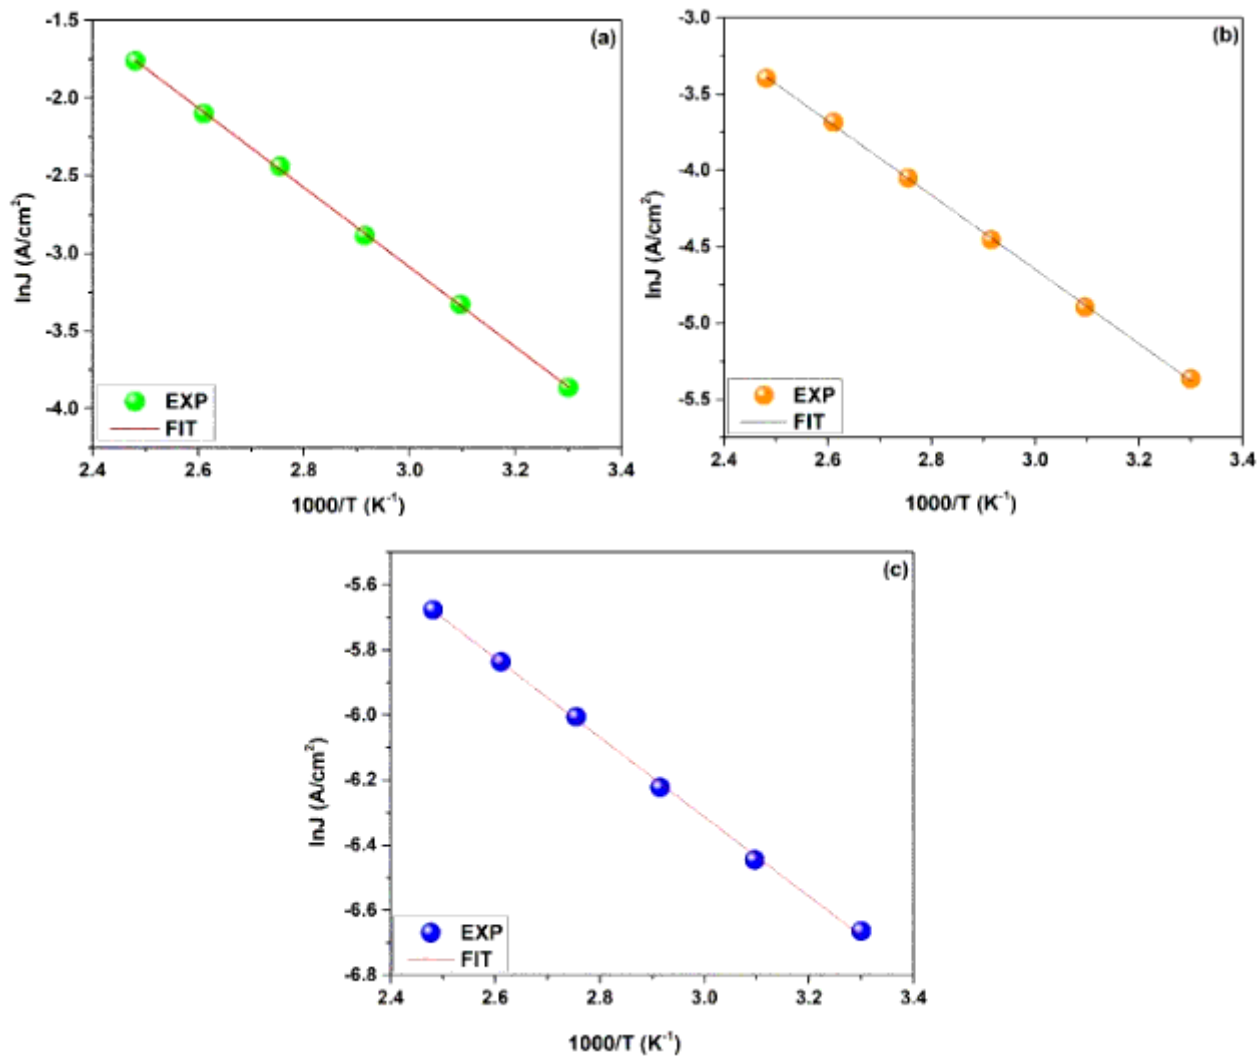 (a)
-1.5
-2.0
-2.5
-3.0
-3.5
-4.0
lnJ (A/cm²)
EXP
FIT
2.4 2.6 2.8 3.0 3.2 3.4
1000/T (K⁻¹)
(b)
-3.0
-3.5
-4.0
-4.5
-5.0
-5.5
lnJ (A/cm²)
EXP
FIT
2.4 2.6 2.8 3.0 3.2 3.4
1000/T (K⁻¹)
(c)
-5.6
-5.8
-6.0
-6.2
-6.4
-6.6
-6.8
lnJ (A/cm²)
EXP
FIT
2.4 2.6 2.8 3.0 3.2 3.4
1000/T (K⁻¹)